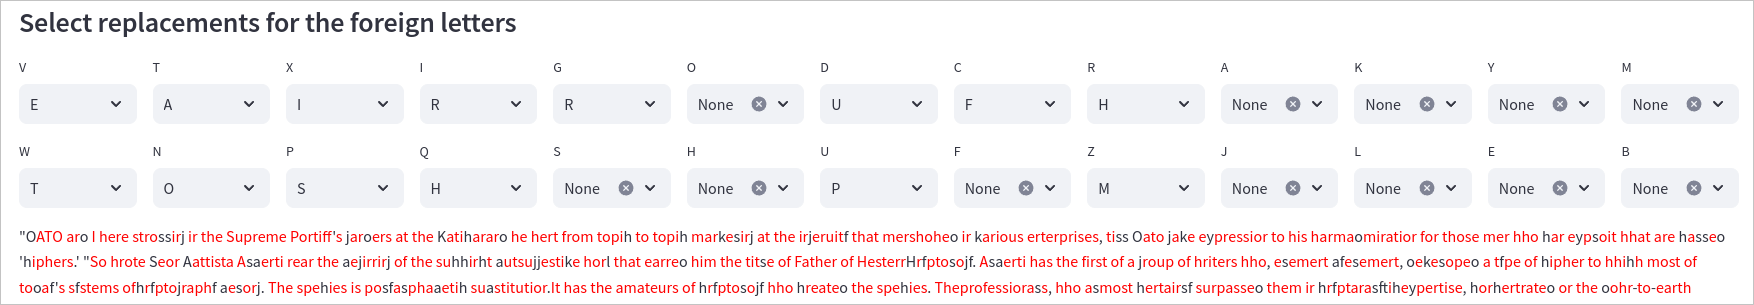 Select replacements for the foreign letters
V T X I G O D C R A K Y M
E A I R R None U F H None None None None
W N P Q S H U F Z J L E B
T O S H None None P None M None None None None
"OATO aro I here strossirj ir the Supreme Portiff's jaroers at the Katihararo he hert from topih to topih markesirj at the irjeruitf that mershoheo ir karious erterprises, tiss Oato jake eypressior to his harmaomiratior for those mer hho har eypsoit hhat are hasseo
'hiphers.' "So hrote Seor Aattista Asaerti rear the aejirrirj of the suhhirht autsujjestike horl that earreo him the titse of Father of HesterrHrfptosojf. Asaerti has the first of a jroup of hriters hho, esemert afesemert, oekesopeo a tfpe of hipher to hhihh most of
tooaf's sfstems ofhrfptojraphf aesorj. The spehies is posfasphaaetih suastitutior.It has the amateurs of hrfptosojf hho hreateo the spehies. Theprofessiorass, hho asmost hertairsf surpasseo them ir hrfptarasftiheypertise, horhertrateo or the oohr-to-earth